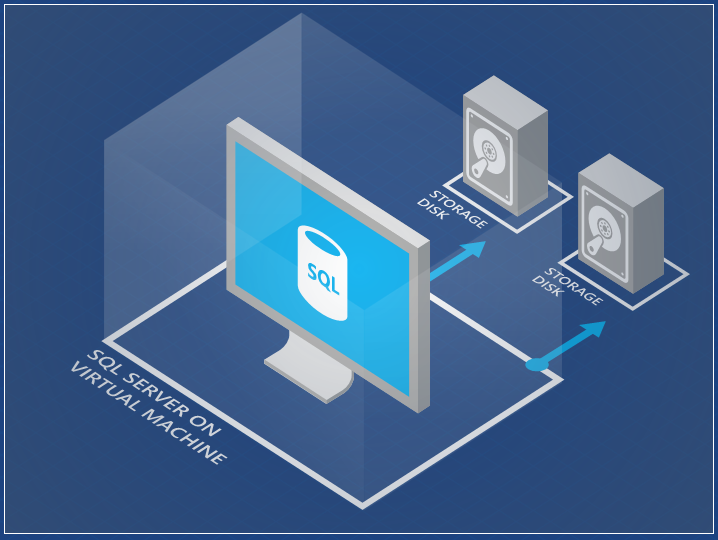 STORAGE
DISK
STORAGE
DISK
SQL
SQL SERVER ON
VIRTUAL MACHINE